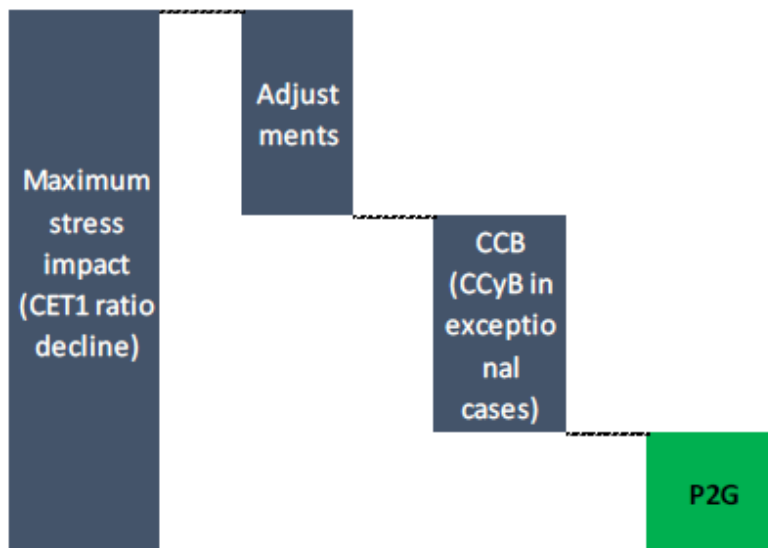 Maximum
stress
impact
(CET1 ratio
decline)
Adjust
ments
CCB
(CCyB in
exceptio
nal
cases)
P2G